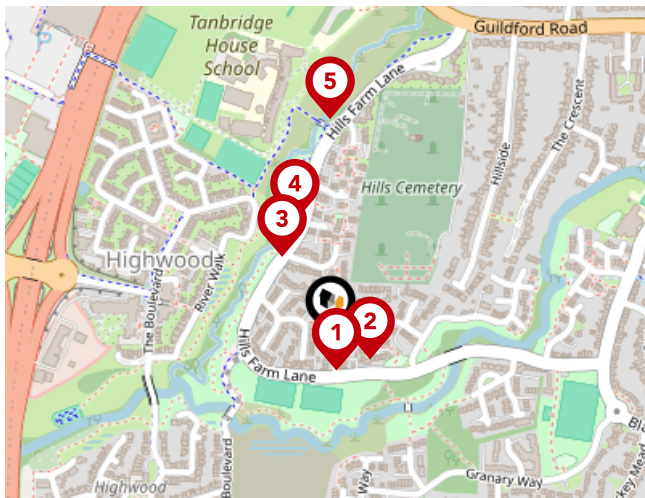 Tanbridge
House
School
Guildford Road
5
Hills Farm Lane
The Crescent
Hillside
4
Hills Cemetery
3
Highwood
River Walk
The Boulevard
1
2
Hills Farm Lane
Boulevard
Way
Granary Way
Highwood